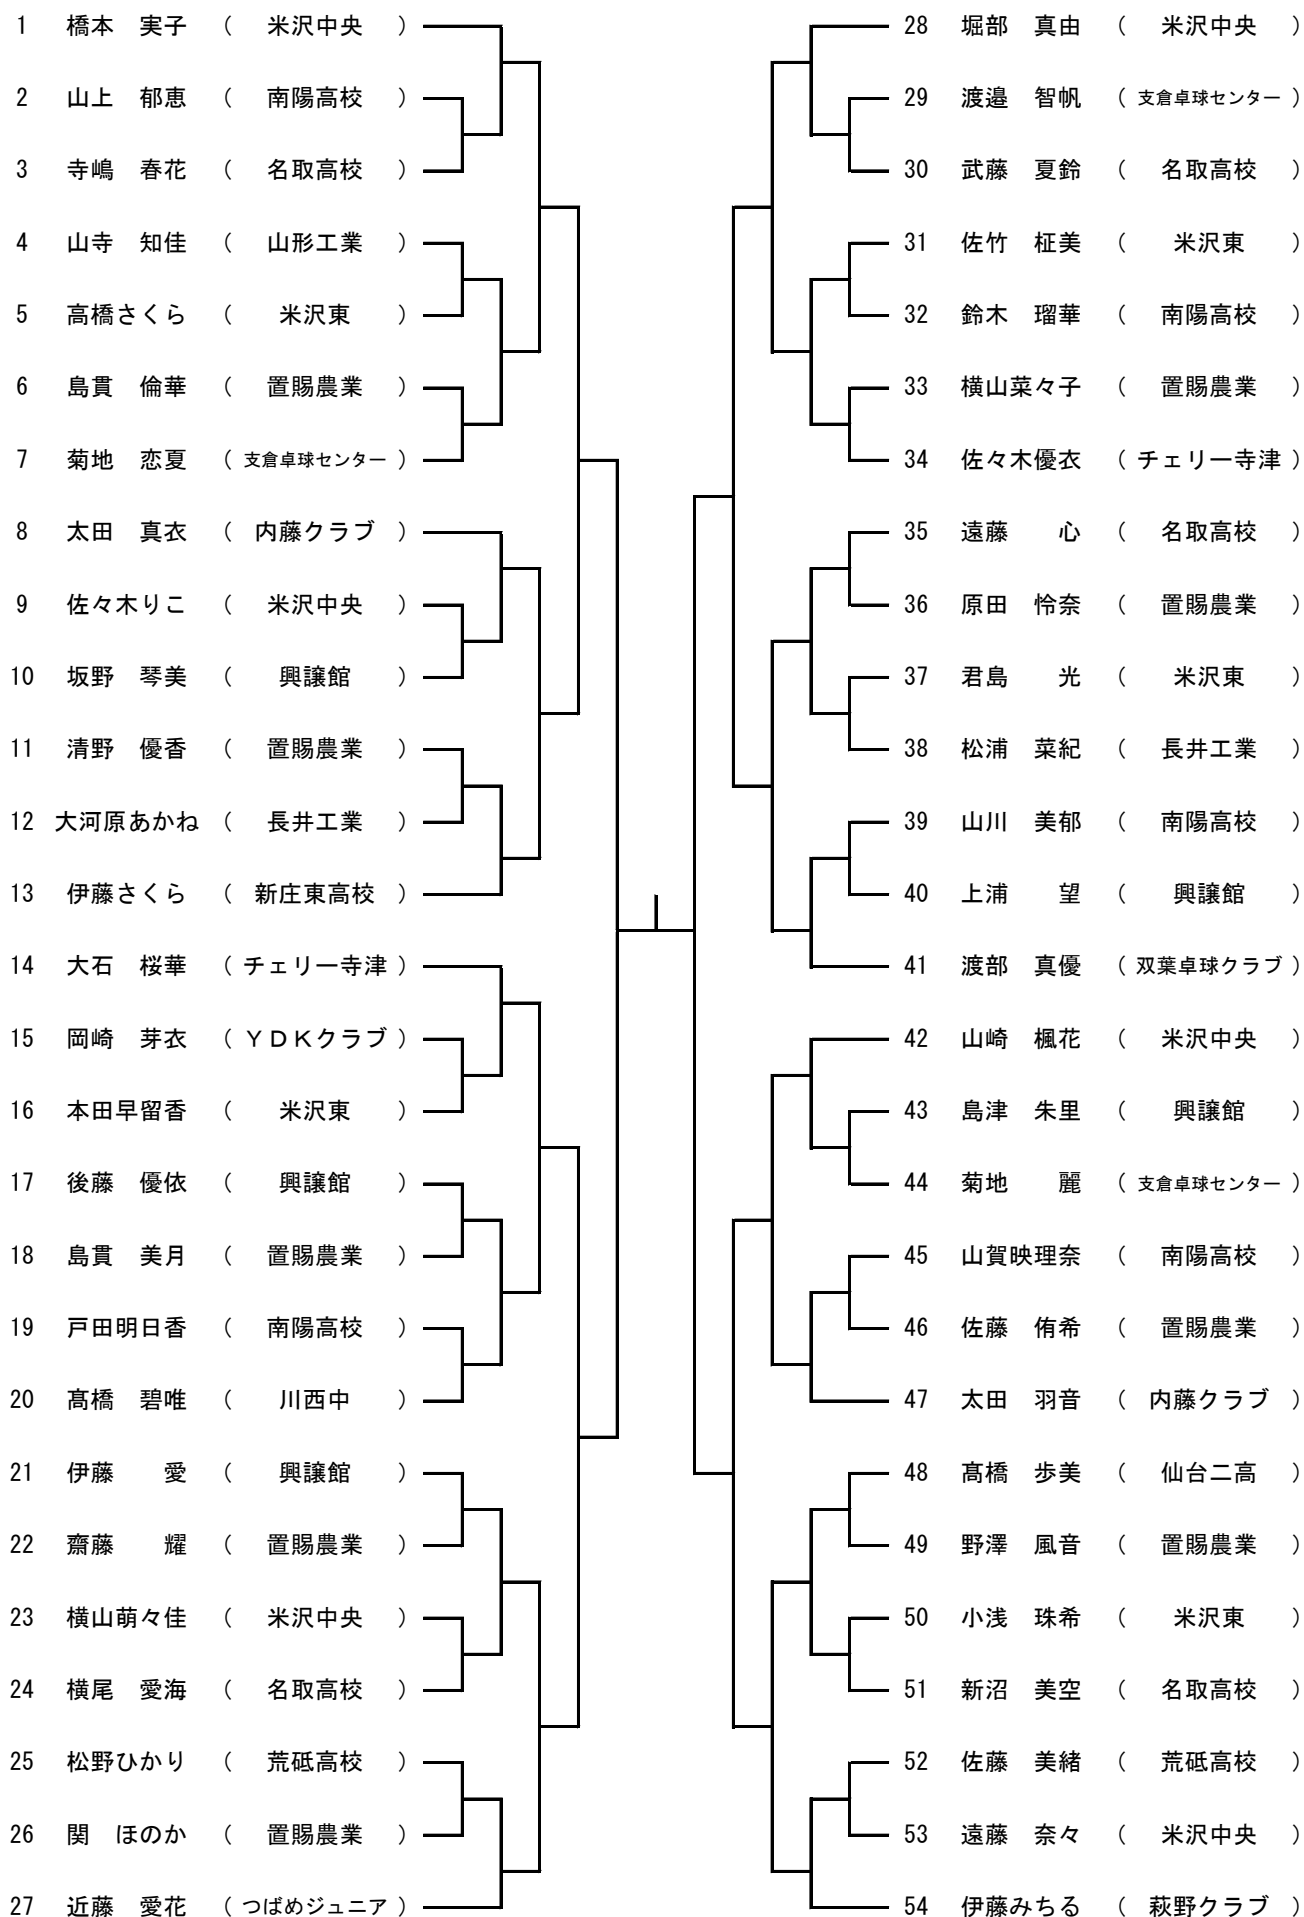 1 橋本 実子 ( 米沢中央 )
2 山上 郁恵 ( 南陽高校 )
3 寺嶋 春花 ( 名取高校 )
4 山寺 知佳 ( 山形工業 )
5 高橋さくら ( 米沢東 )
6 島貫 倫華 ( 置賜農業 )
7 菊地 恋夏 ( 支倉卓球センター )
8 太田 真衣 ( 内藤クラブ )
9 佐々木りこ ( 米沢中央 )
10 坂野 琴美 ( 興譲館 )
11 清野 優香 ( 置賜農業 )
12 大河原あかね ( 長井工業 )
13 伊藤さくら ( 新庄東高校 )
14 大石 桜華 ( チェリー寺津 )
15 岡崎 芽衣 ( ＹＤＫクラブ )
16 本田早留香 ( 米沢東 )
17 後藤 優依 ( 興譲館 )
18 島貫 美月 ( 置賜農業 )
19 戸田明日香 ( 南陽高校 )
20 髙橋 碧唯 ( 川西中 )
21 伊藤 愛 ( 興譲館 )
22 齋藤 耀 ( 置賜農業 )
23 横山萌々佳 ( 米沢中央 )
24 横尾 愛海 ( 名取高校 )
25 松野ひかり ( 荒砥高校 )
26 関 ほのか ( 置賜農業 )
27 近藤 愛花 ( つばめジュニア )
28 堀部 真由 ( 米沢中央 )
29 渡邉 智帆 ( 支倉卓球センター )
30 武藤 夏鈴 ( 名取高校 )
31 佐竹 柾美 ( 米沢東 )
32 鈴木 瑠華 ( 南陽高校 )
33 横山菜々子 ( 置賜農業 )
34 佐々木優衣 ( チェリー寺津 )
35 遠藤 心 ( 名取高校 )
36 原田 怜奈 ( 置賜農業 )
37 君島 光 ( 米沢東 )
38 松浦 菜紀 ( 長井工業 )
39 山川 美郁 ( 南陽高校 )
40 上浦 望 ( 興譲館 )
41 渡部 真優 ( 双葉卓球クラブ )
42 山崎 楓花 ( 米沢中央 )
43 島津 朱里 ( 興譲館 )
44 菊地 麗 ( 支倉卓球センター )
45 山賀映理奈 ( 南陽高校 )
46 佐藤 侑希 ( 置賜農業 )
47 太田 羽音 ( 内藤クラブ )
48 髙橋 歩美 ( 仙台二高 )
49 野澤 風音 ( 置賜農業 )
50 小浅 珠希 ( 米沢東 )
51 新沼 美空 ( 名取高校 )
52 佐藤 美緒 ( 荒砥高校 )
53 遠藤 奈々 ( 米沢中央 )
54 伊藤みちる ( 萩野クラブ )